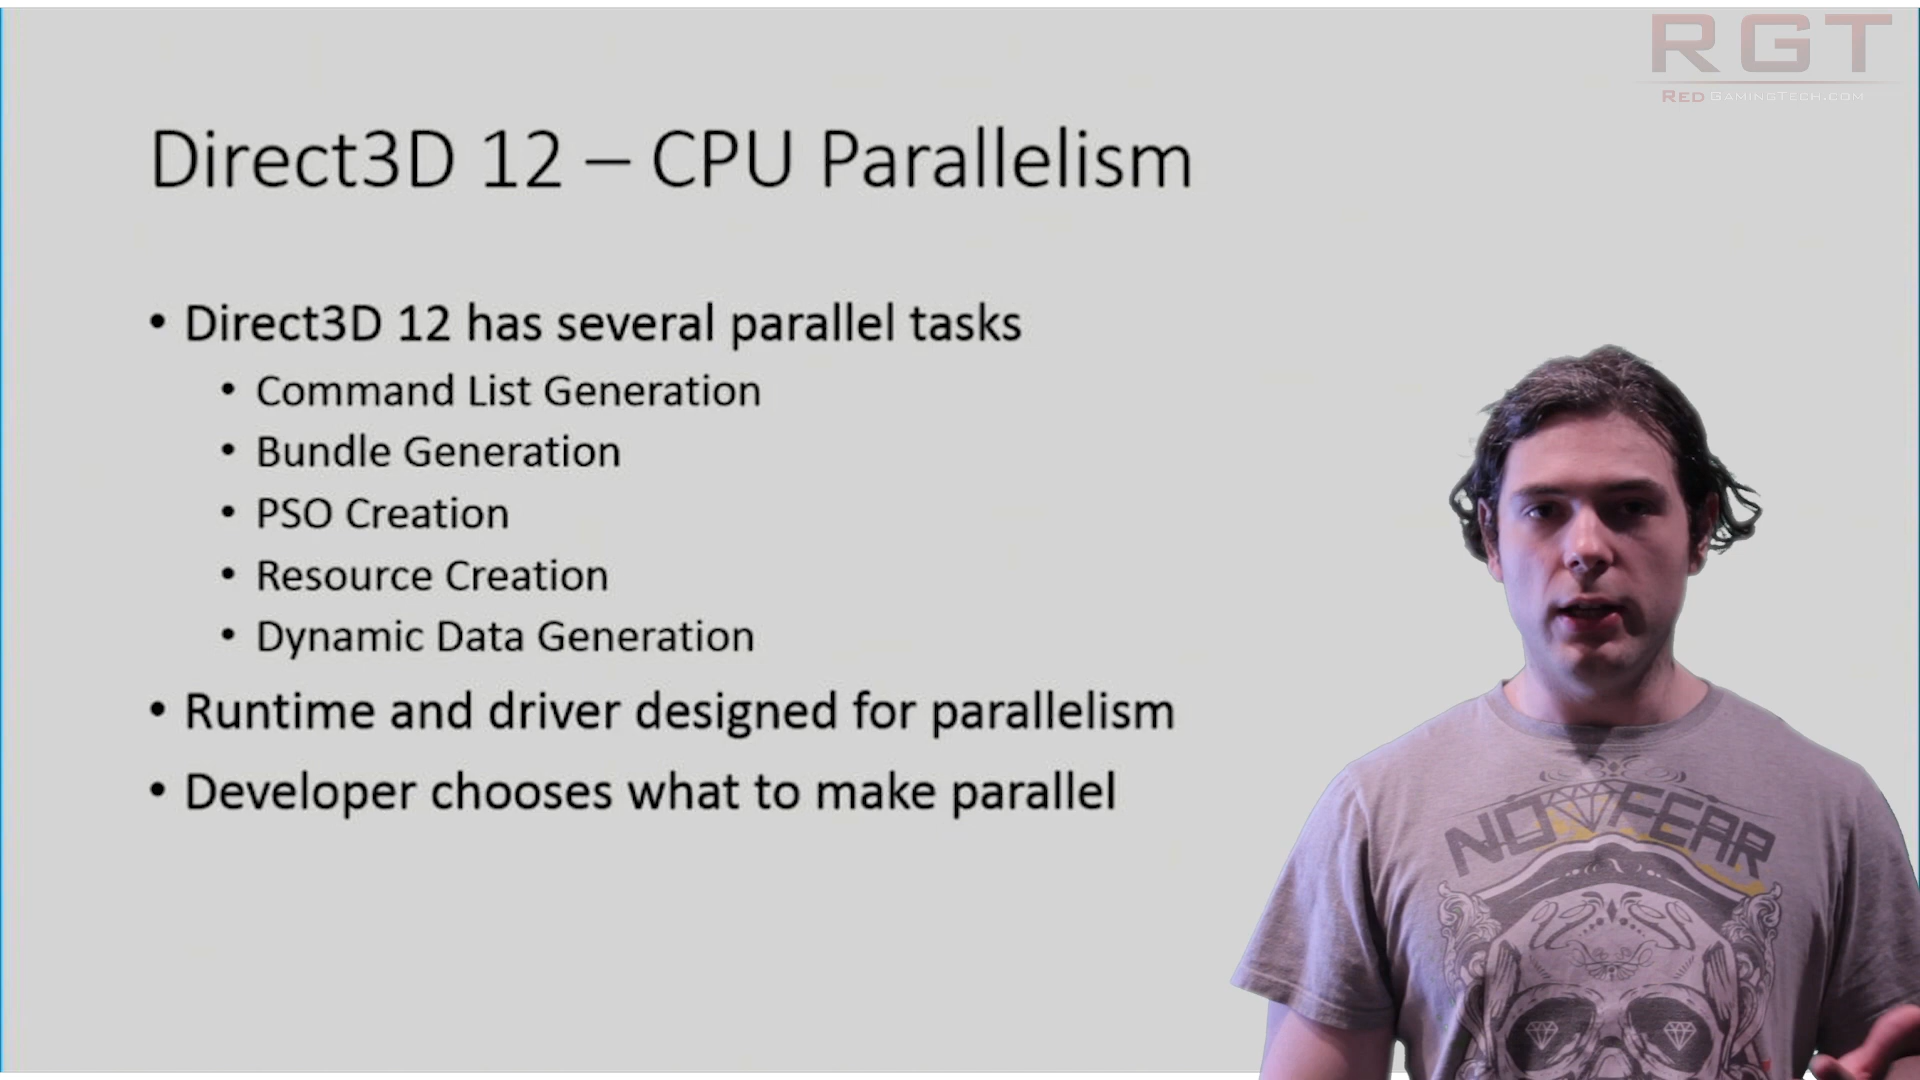 RGT
RED GAMINGTECH.COM
Direct3D 12 – CPU Parallelism
• Direct3D 12 has several parallel tasks
• Command List Generation
• Bundle Generation
• PSO Creation
• Resource Creation
• Dynamic Data Generation
• Runtime and driver designed for parallelism
• Developer chooses what to make parallel
NO FEAR